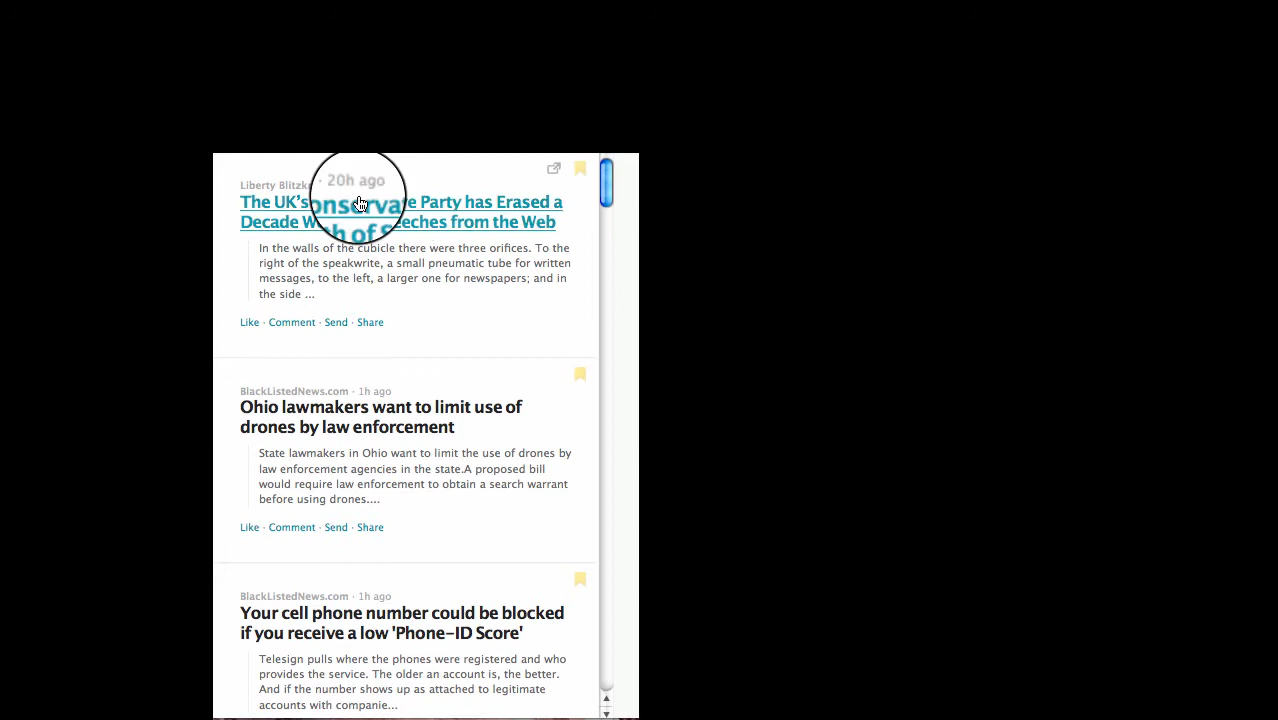 Liberty Blitzk · 20h ago
The UK's onservative Party has Erased a
Decade W th of S eeches from the Web
In the walls of the cubicle there were three orifices. To the
right of the speakwrite, a small pneumatic tube for written
messages, to the left, a larger one for newspapers; and in
the side ...
Like · Comment · Send · Share
BlackListedNews.com · 1h ago
Ohio lawmakers want to limit use of
drones by law enforcement
State lawmakers in Ohio want to limit the use of drones by
law enforcement agencies in the state.A proposed bill
would require law enforcement to obtain a search warrant
before using drones....
Like · Comment · Send · Share
BlackListedNews.com · 1h ago
Your cell phone number could be blocked
if you receive a low 'Phone-ID Score'
Telesign pulls where the phones were registered and who
provides the service. The older an account is, the better.
And if the number shows up as attached to legitimate
accounts with companie...